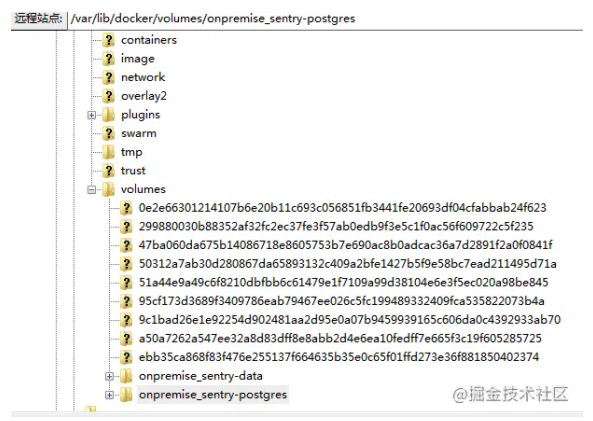 远程站点: /var/lib/docker/volumes/onpremise_sentry-postgres
containers
image
network
overlay2
plugins
swarm
tmp
trust
volumes
0e2e66301214107b6e20b11c693c056851fb3441fe20693df04cfabbab24f623
299880030b88352af32fc2ec37fe3f57ab0edb9f3e5c1f0ac56f609722c5f235
47ba060da675b14086718e8605753b7e690ac8b0adcac36a7d2891f2a0f0841f
50312a7ab30d280867da65893132c409a2bfe1427b5f9e58bc7ead211495d71a
51a44e9a49c6f8210dbfbb6c61479e1f7109a99d38104e6e3f5ec020a98be845
95cf173d3689f3409786eab79467ee026c5fc199489332409fca535822073b4a
9c1bad26e1e92254d902481aa2d95e0a07b9459939165c606da0c4392933ab70
a50a7262a547ee32a8d83dff8e8abb2d4e6ea10fedff7e665f3c19f605285725
ebb35ca868f83f476e255137f664635b35e0c65f01ffd273e36f881850402374
onpremise_sentry-data
onpremise_sentry-postgres
@掘金技术社区